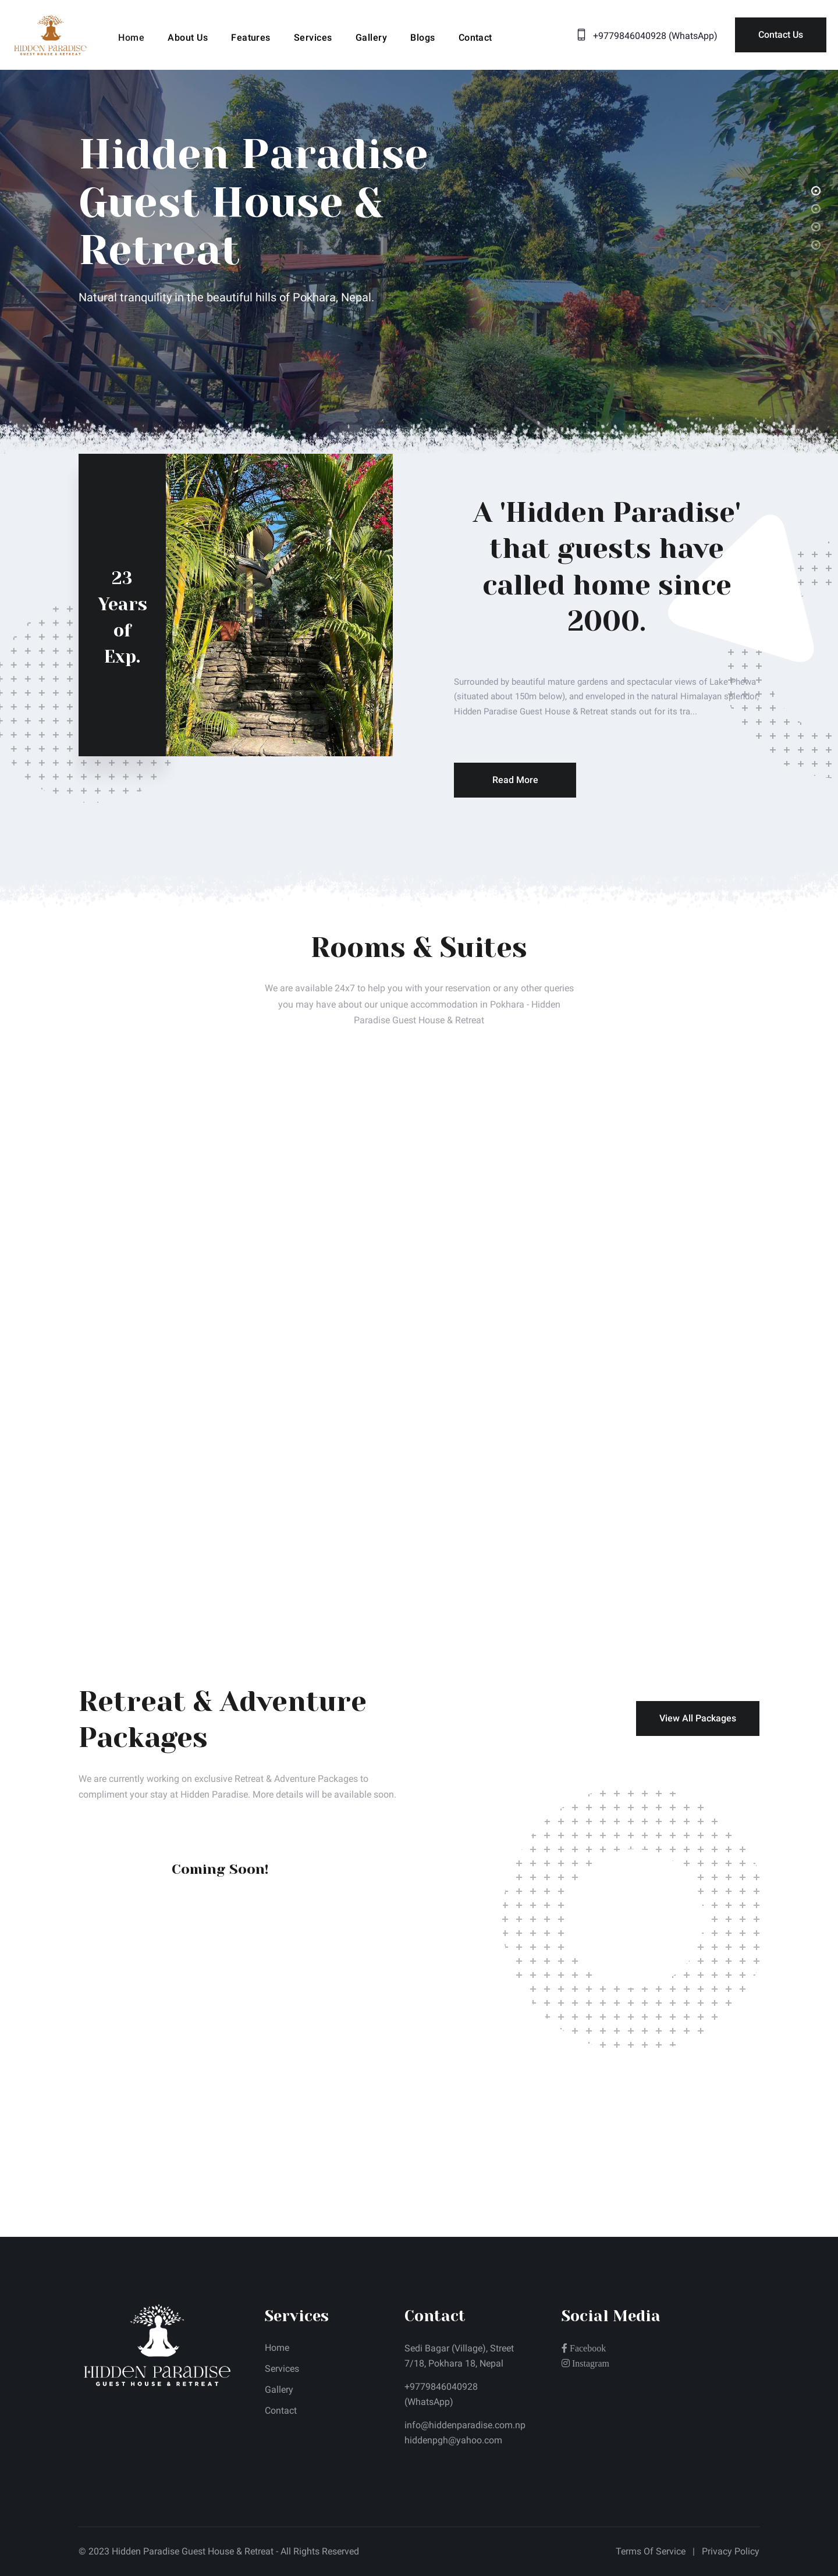 HIDDEN PARADISE
GUEST HOUSE & RETREAT
Home
About Us
Features
Services
Gallery
Blogs
Contact
+9779846040928 (WhatsApp)
Contact Us
Hidden Paradise
Guest House &
Retreat
Natural tranquility in the beautiful hills of Pokhara, Nepal.
23
Years
of
Exp.
A 'Hidden Paradise'
that guests have
called home since
2000.
Surrounded by beautiful mature gardens and spectacular views of Lake Phewa
(situated about 150m below), and enveloped in the natural Himalayan splendor,
Hidden Paradise Guest House & Retreat stands out for its tra...
Read More
Rooms & Suites
We are available 24x7 to help you with your reservation or any other queries
you may have about our unique accommodation in Pokhara - Hidden
Paradise Guest House & Retreat
Retreat & Adventure
Packages
View All Packages
We are currently working on exclusive Retreat & Adventure Packages to
compliment your stay at Hidden Paradise. More details will be available soon.
Coming Soon!
HIDDEN PARADISE
GUEST HOUSE & RETREAT
Services
Home
Services
Gallery
Contact
Contact
Sedi Bagar (Village), Street
7/18, Pokhara 18, Nepal
+9779846040928
(WhatsApp)
info@hiddenparadise.com.np
hiddenpgh@yahoo.com
Social Media
Facebook
Instagram
© 2023 Hidden Paradise Guest House & Retreat - All Rights Reserved
Terms Of Service | Privacy Policy